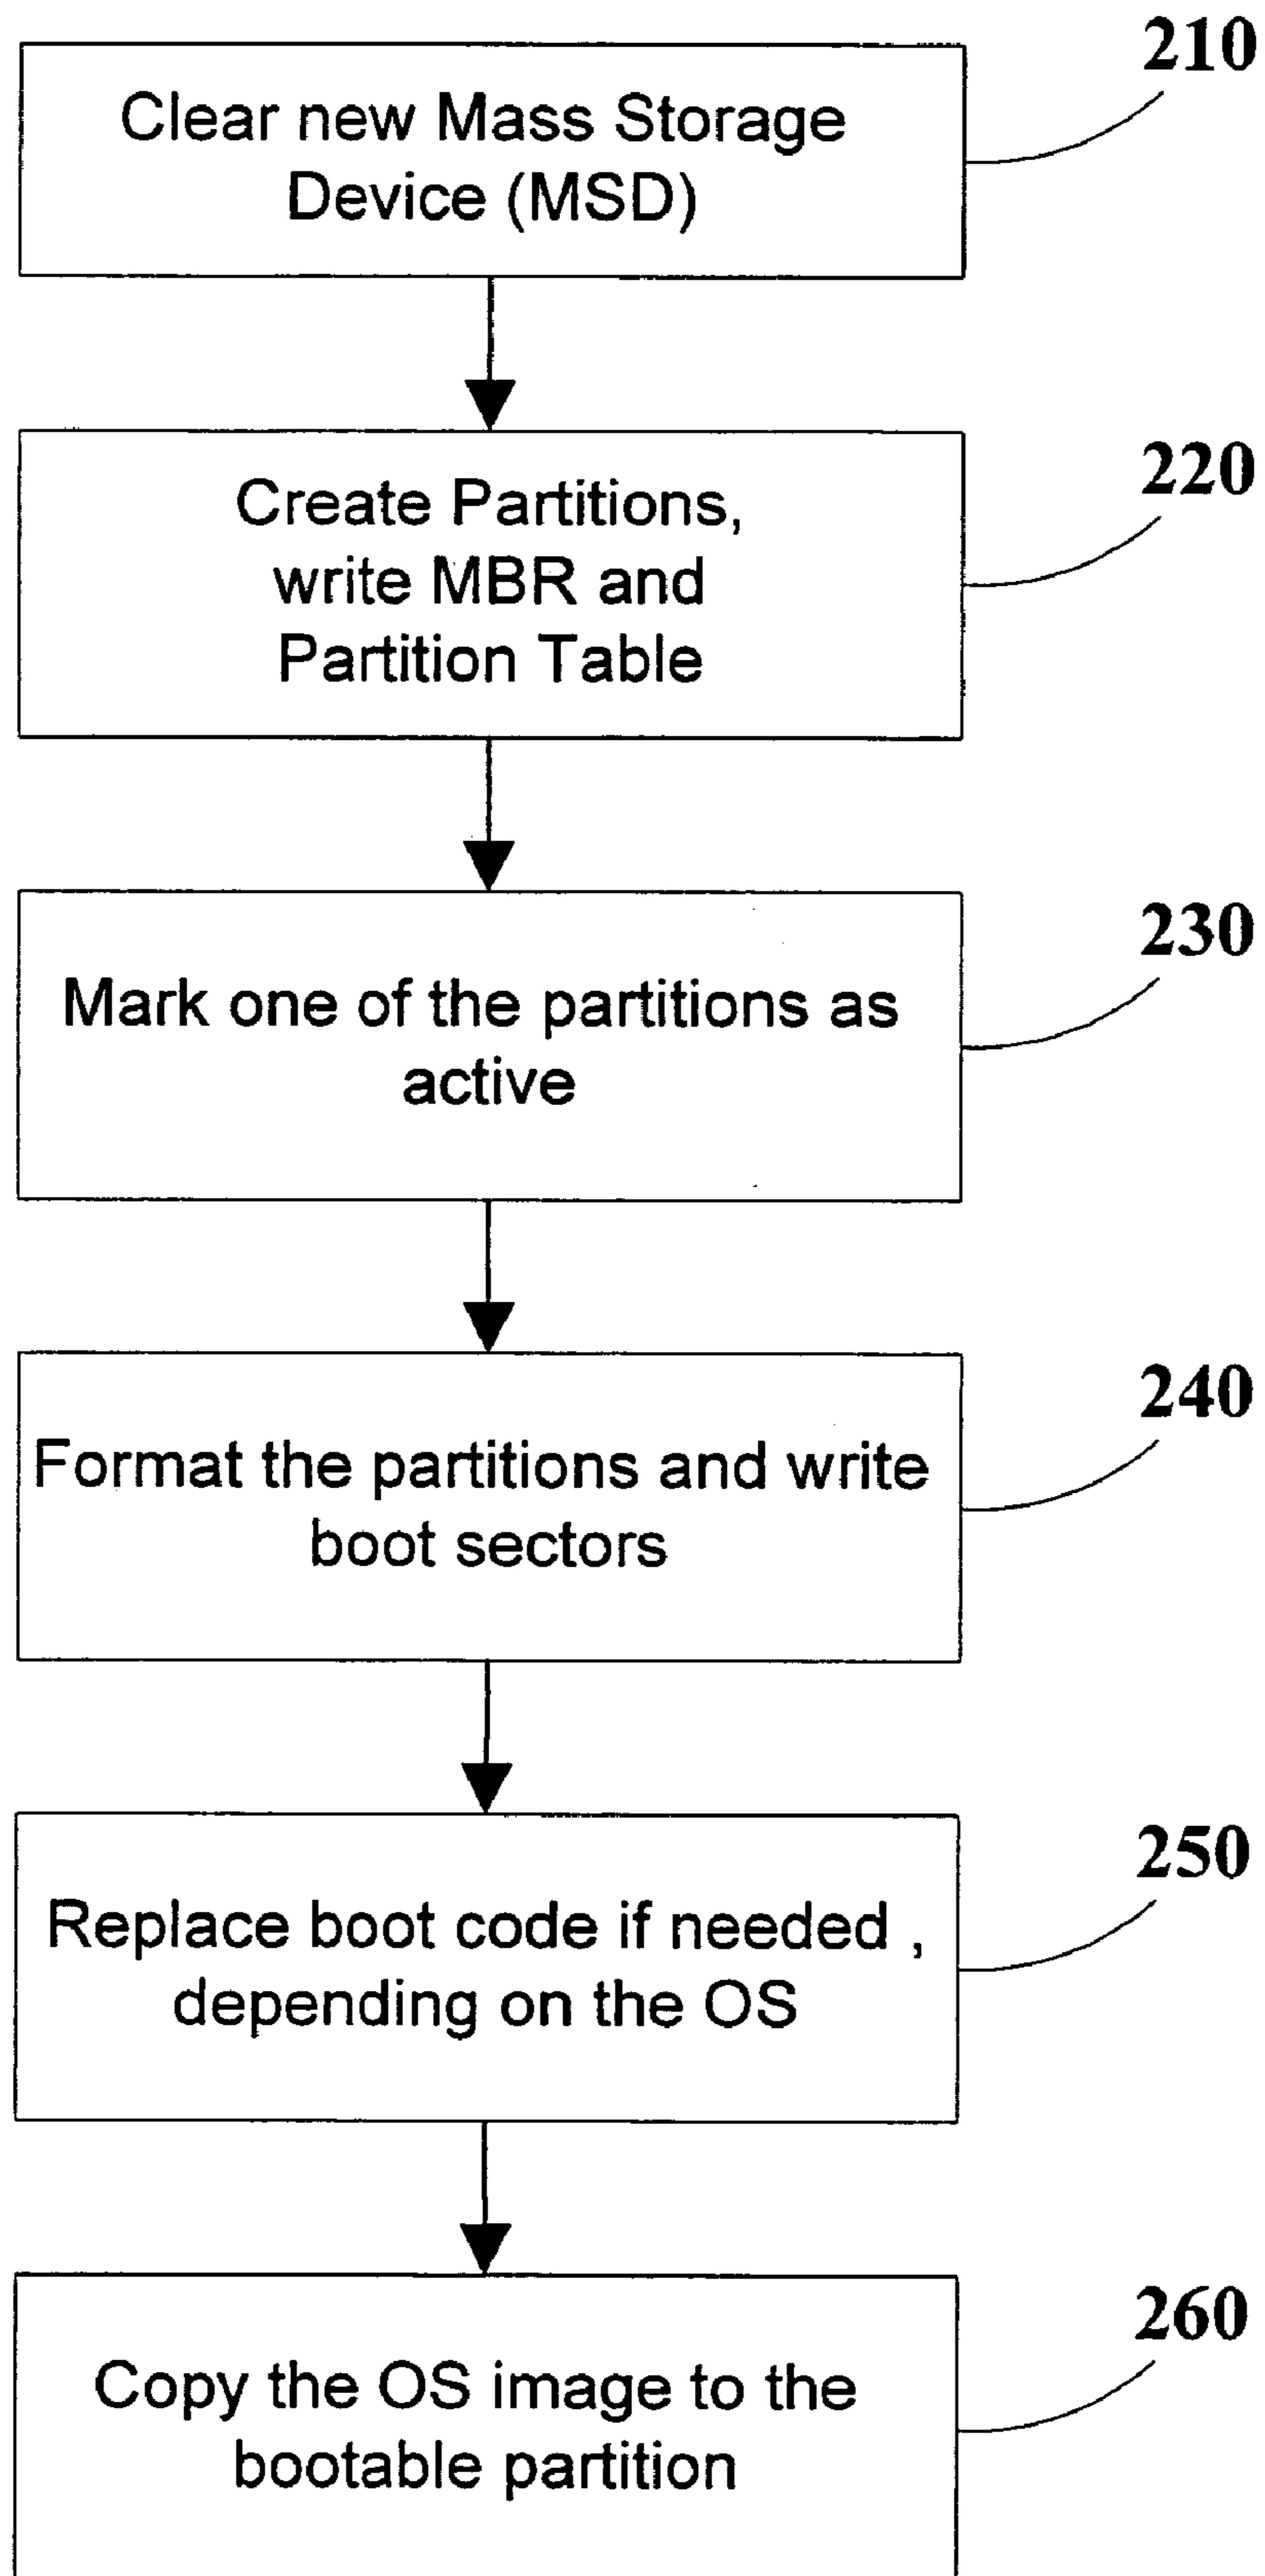 210
Clear new Mass Storage
Device (MSD)
220
Create Partitions,
write MBR and
Partition Table
230
Mark one of the partitions as
active
240
Format the partitions and write
boot sectors
250
Replace boot code if needed ,
depending on the OS
260
Copy the OS image to the
bootable partition